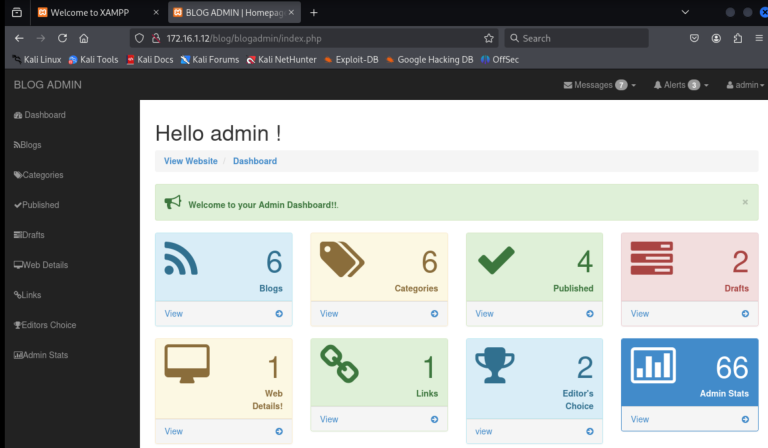 Welcome to XAMPP
BLOG ADMIN | Homepag
172.16.1.12/blog/blogadmin/index.php
Search
Kali Linux Kali Tools Kali Docs Kali Forums Kali NetHunter Exploit-DB Google Hacking DB OffSec
BLOG ADMIN
Messages 7
Alerts 3
admin
Dashboard
Blogs
Categories
Published
Drafts
Web Details
Links
Editors Choice
Admin Stats
Hello admin !
View Website / Dashboard
Welcome to your Admin Dashboard!!.
6
Blogs
View
6
Categories
View
4
Published
View
2
Drafts
View
1
Web
Details!
View
1
Links
View
2
Editor's
Choice
view
66
Admin Stats
View